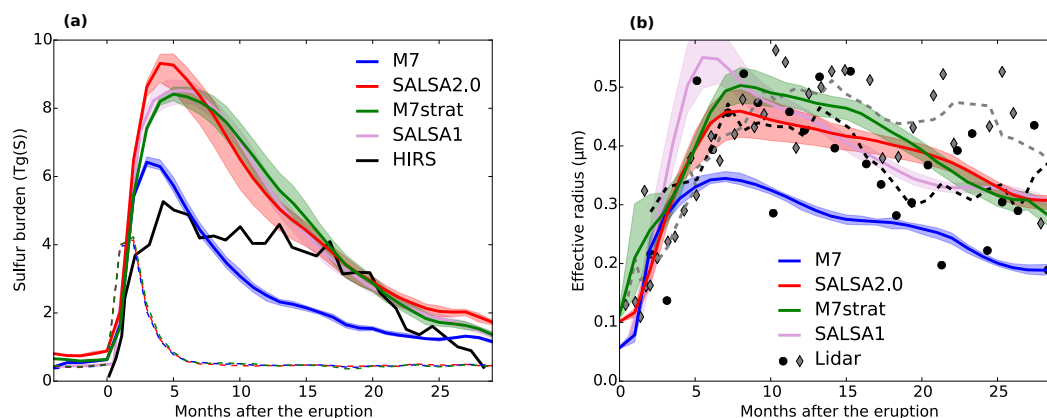 (a)
Sulfur burden (Tg(S))
10
8
6
4
2
0
M7
SALSA2.0
M7strat
SALSA1
HIRS
0 5 10 15 20 25
Months after the eruption
(b)
Effective radius (μm)
0.5
0.4
0.3
0.2
0.1
0.0
M7
SALSA2.0
M7strat
SALSA1
Lidar
0 5 10 15 20 25
Months after the eruption